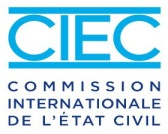 CIEC
COMMISSION
INTERNATIONALE
DE L'ÉTAT CIVIL